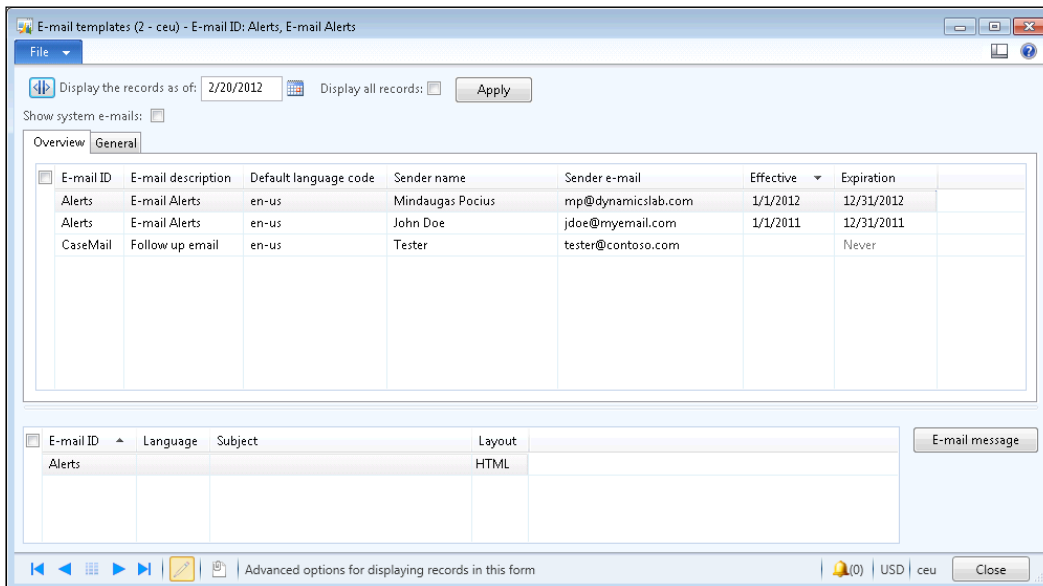 E-mail templates (2 - ceu) - E-mail ID: Alerts, E-mail Alerts
File
Display the records as of: 2/20/2012 Display all records: Apply
Show system e-mails:
Overview General
E-mail ID E-mail description Default language code Sender name Sender e-mail Effective Expiration
Alerts E-mail Alerts en-us Mindaugas Pocius mp@dynamicslab.com 1/1/2012 12/31/2012
Alerts E-mail Alerts en-us John Doe jdoe@myemail.com 1/1/2011 12/31/2011
CaseMail Follow up email en-us Tester tester@contoso.com Never
E-mail ID Language Subject Layout E-mail message
Alerts HTML
Advanced options for displaying records in this form (0) USD ceu Close